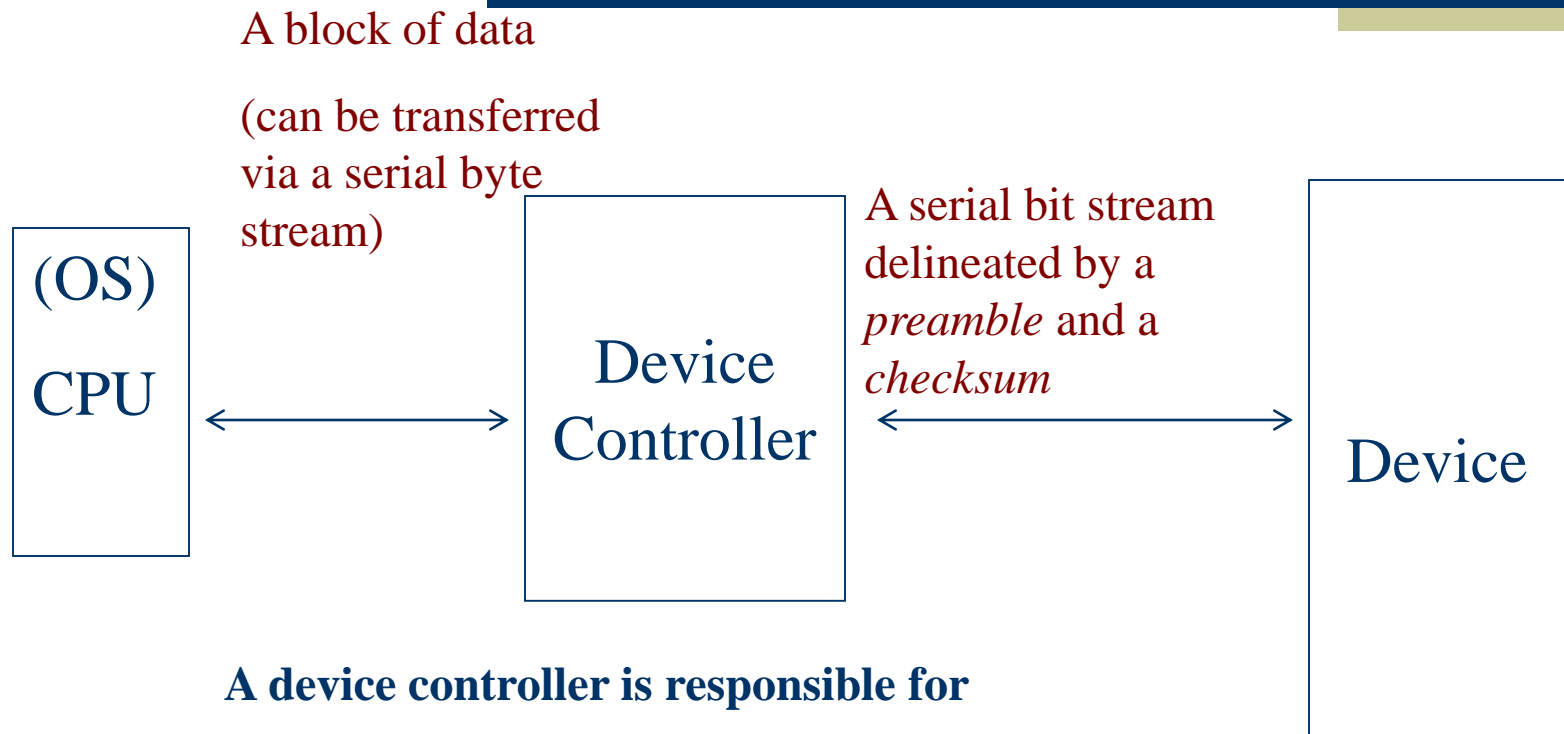 A block of data
(can be transferred
via a serial byte
stream)
(OS)
CPU
Device
Controller
A serial bit stream
delineated by a
preamble and a
checksum
Device
A device controller is responsible for